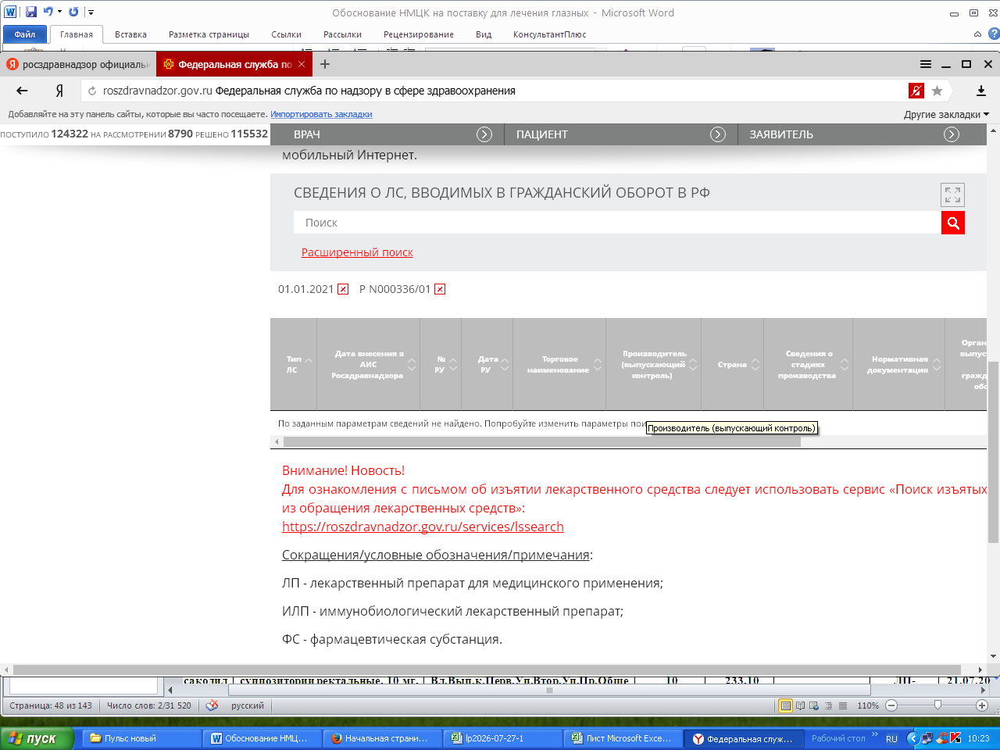 Обоснование НМЦК на поставку для лечения глазных - Microsoft Word
Файл Главная Вставка Разметка страницы Ссылки Рассылки Рецензирование Вид КонсультантПлюс
росздравнадзор официальн Федеральная служба по
roszdravnadzor.gov.ru Федеральная служба по надзору в сфере здравоохранения
Добавляйте на эту панель сайты, которые вы часто посещаете. Импортировать закладки
Другие закладки
ПОСТУПИЛО 124322 НА РАССМОТРЕНИИ 8790 РЕШЕНО 115532
ВРАЧ ПАЦИЕНТ ЗАЯВИТЕЛЬ
мобильный Интернет.
СВЕДЕНИЯ О ЛС, ВВОДИМЫХ В ГРАЖДАНСКИЙ ОБОРОТ В РФ
Поиск
Расширенный поиск
01.01.2021 Р N000336/01
Тип ЛС
Дата внесения в АИС Росздравнадзора
№ РУ
Дата РУ
Торговое наименование
Производитель (выпускающий контроль)
Страна
Сведения о стадиях производства
Нормативная документация
Орган
выпус
гражд
обо
По заданным параметрам сведений не найдено. Попробуйте изменить параметры пои
Производитель (выпускающий контроль)
Внимание! Новость!
Для ознакомления с письмом об изъятии лекарственного средства следует использовать сервис «Поиск изъятых
из обращения лекарственных средств»:
https://roszdravnadzor.gov.ru/services/lssearch
Сокращения/условные обозначения/примечания:
ЛП - лекарственный препарат для медицинского применения;
ИЛП - иммунобиологический лекарственный препарат;
ФС - фармацевтическая субстанция.
саколил суппозитории ректальные, 10 мг, Вл.Вып.к.Перв.Уп.Втор.Уп.Пр.Обще 10 233,10 ЛП- 21.07.20
Страница: 48 из 143 Число слов: 2/31 520 русский 110%
пуск Пульс новый Обоснование НМЦ... Начальная страни... lp2026-07-27-1 Лист Microsoft Exce... Федеральная служ... Рабочий стол RU 10:23